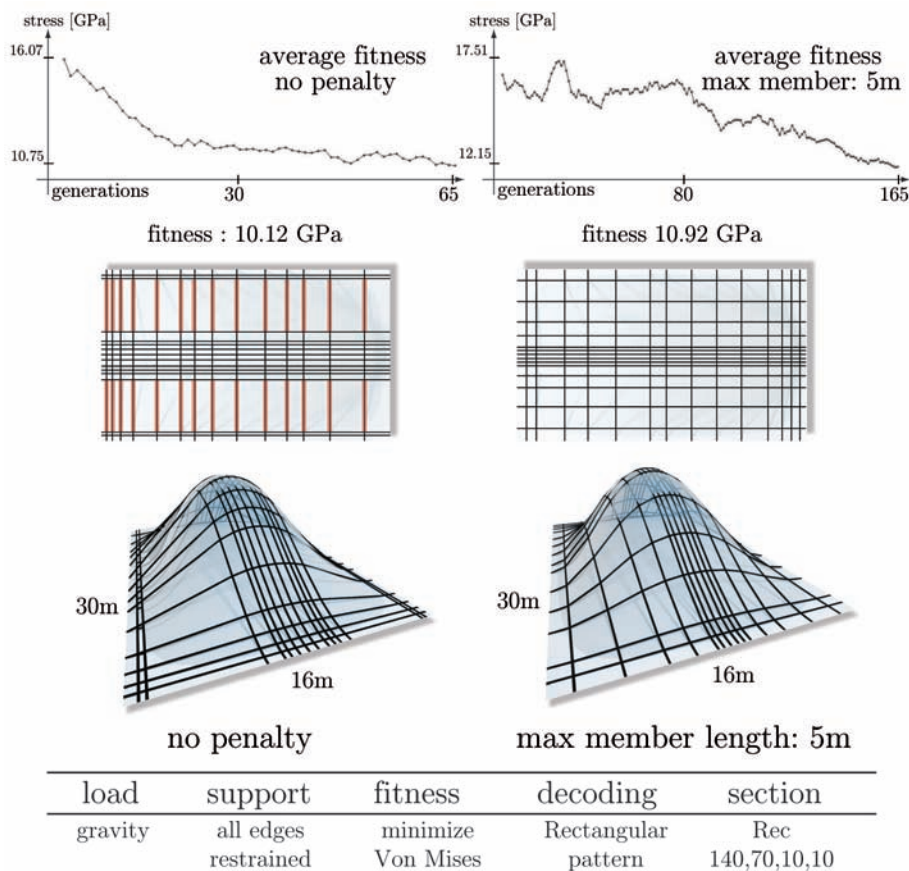 stress [GPa]
16.07
average fitness
no penalty
10.75
generations
30
65
stress [GPa]
17.51
average fitness
max member: 5m
12.15
generations
80
165
fitness : 10.12 GPa
fitness 10.92 GPa
30m
16m
30m
16m
no penalty
max member length: 5m
load support fitness decoding section
gravity all edges minimize Rectangular Rec
restrained Von Mises pattern 140,70,10,10